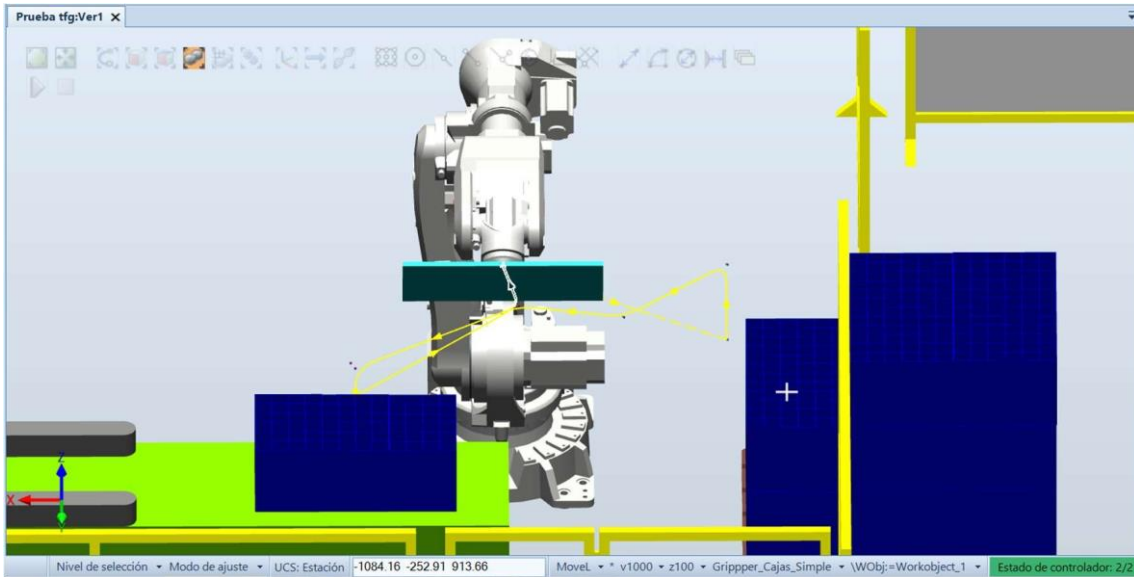 Prueba tfg:Ver1
Z
X
Y
Nivel de selección Modo de ajuste UCS: Estación -1084.16 -252.91 913.66 MoveL * v1000 z100 Grippper_Cajas_Simple \WObj:=Workobject_1 Estado de controlador: 2/2